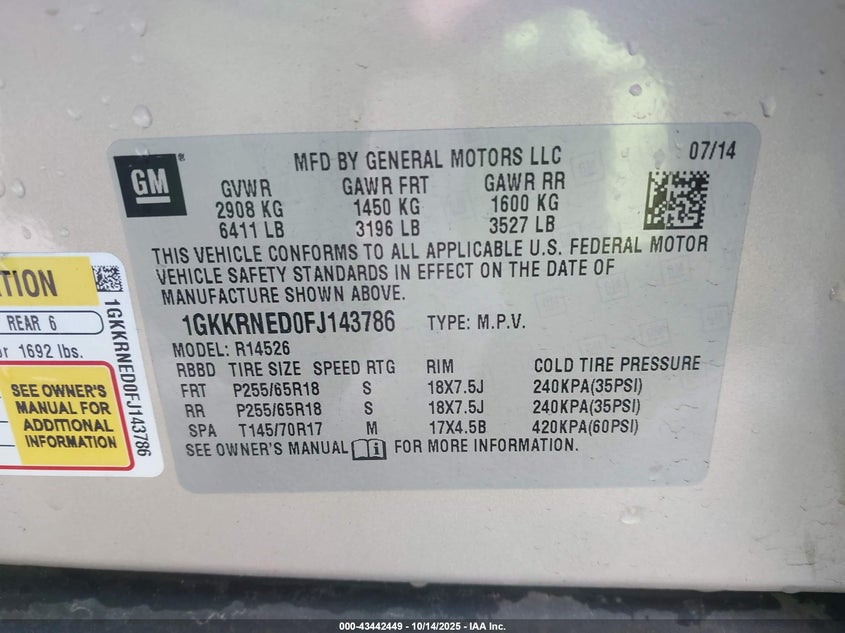 GM
®
MFD BY GENERAL MOTORS LLC 07/14
GVWR GAWR FRT GAWR RR
2908 KG 1450 KG 1600 KG
6411 LB 3196 LB 3527 LB
THIS VEHICLE CONFORMS TO ALL APPLICABLE U.S. FEDERAL MOTOR
VEHICLE SAFETY STANDARDS IN EFFECT ON THE DATE OF
MANUFACTURE SHOWN ABOVE.
1GKKRNED0FJ143786 TYPE: M.P.V.
MODEL: R14526
RBBD TIRE SIZE SPEED RTG RIM COLD TIRE PRESSURE
FRT P255/65R18 S 18X7.5J 240KPA(35PSI)
RR P255/65R18 S 18X7.5J 240KPA(35PSI)
SPA T145/70R17 M 17X4.5B 420KPA(60PSI)
SEE OWNER'S MANUAL FOR MORE INFORMATION.
REAR 6
1692 lbs.
SEE OWNER'S
MANUAL FOR
ADDITIONAL
INFORMATION
1GKKRNED0FJ143786
000-43442449 - 10/14/2025 - IAA Inc.